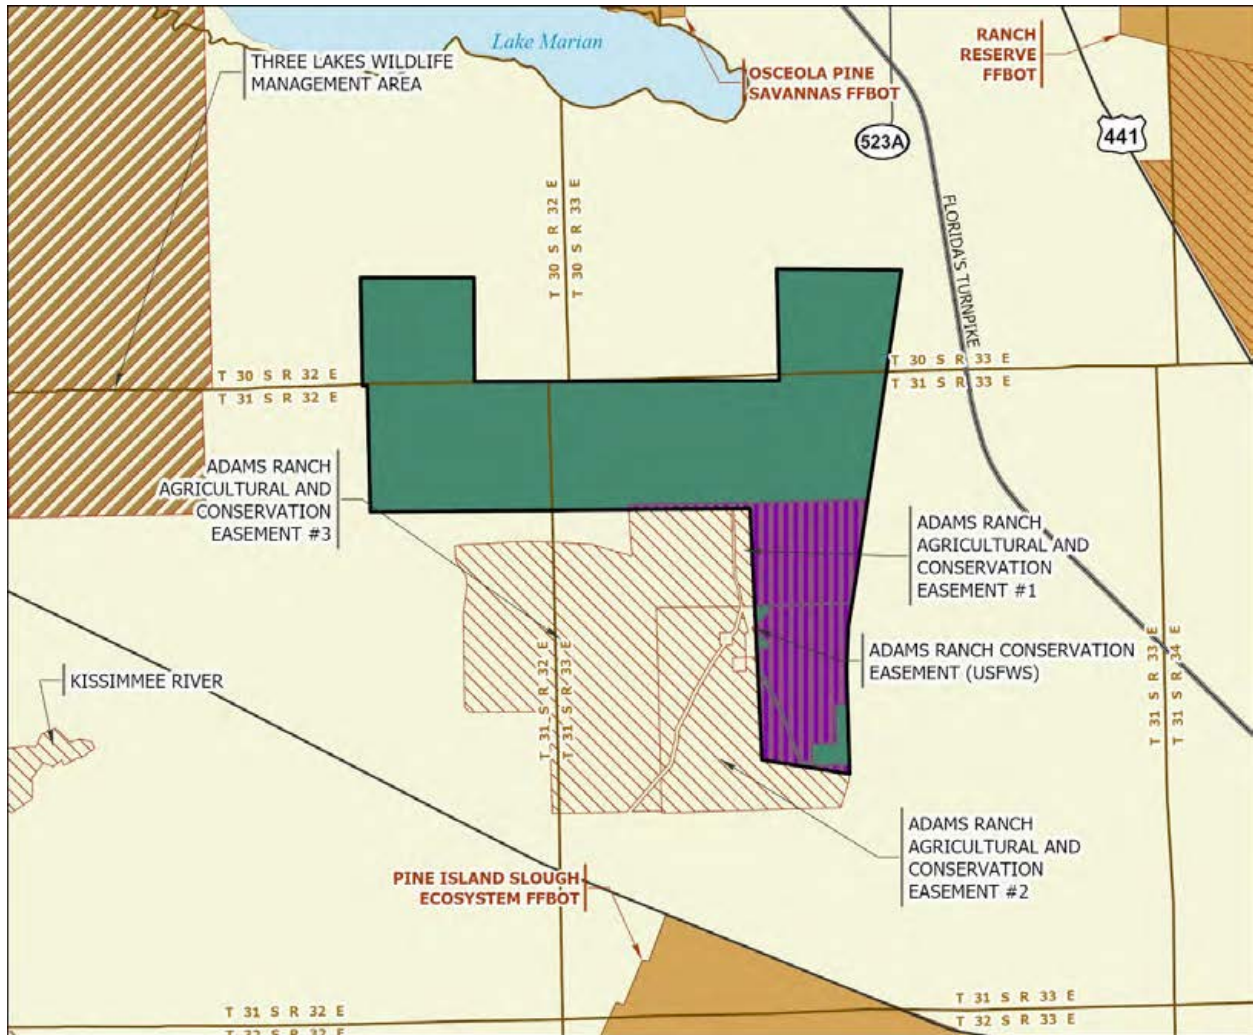 Lake Marian
THREE LAKES WILDLIFE
MANAGEMENT AREA
OSCEOLA PINE
SAVANNAS FFBOT
RANCH
RESERVE
FFBOT
523A
441
FLORIDA'S TURNPIKE
T 30 S R 32 E
T 30 S R 33 E
T 30 S R 32 E
T 31 S R 32 E
T 30 S R 33 E
T 31 S R 33 E
ADAMS RANCH
AGRICULTURAL AND
CONSERVATION
EASEMENT #3
ADAMS RANCH
AGRICULTURAL AND
CONSERVATION
EASEMENT #1
ADAMS RANCH CONSERVATION
EASEMENT (USFWS)
KISSIMMEE RIVER
T 31 S R 32 E
T 31 S R 33 E
T 31 S R 33 E
T 31 S R 34 E
ADAMS RANCH
AGRICULTURAL AND
CONSERVATION
EASEMENT #2
PINE ISLAND SLOUGH
ECOSYSTEM FFBOT
T 31 S R 32 E
T 32 S R 32 E
T 31 S R 33 E
T 32 S R 33 E